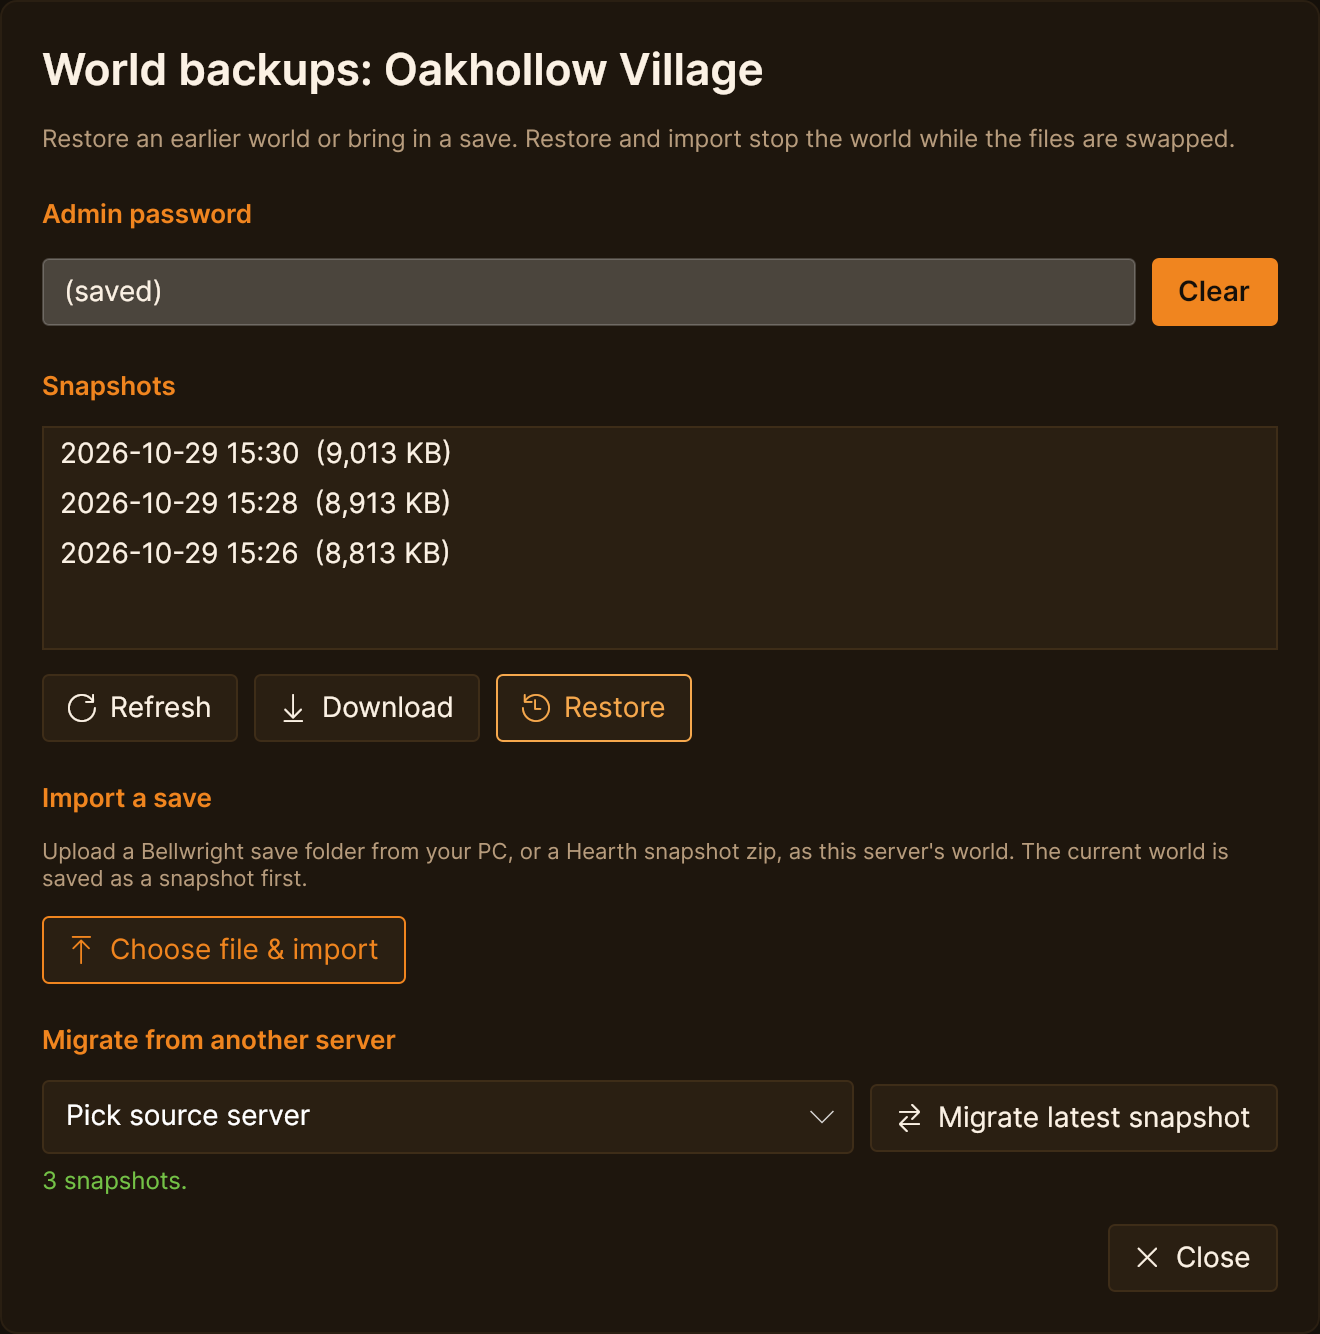 World backups: Oakhollow Village
Restore an earlier world or bring in a save. Restore and import stop the world while the files are swapped.
Admin password
(saved)
Clear
Snapshots
2026-10-29 15:30 (9,013 KB)
2026-10-29 15:28 (8,913 KB)
2026-10-29 15:26 (8,813 KB)
Refresh
Download
Restore
Import a save
Upload a Bellwright save folder from your PC, or a Hearth snapshot zip, as this server's world. The current world is
saved as a snapshot first.
Choose file & import
Migrate from another server
Pick source server
Migrate latest snapshot
3 snapshots.
Close